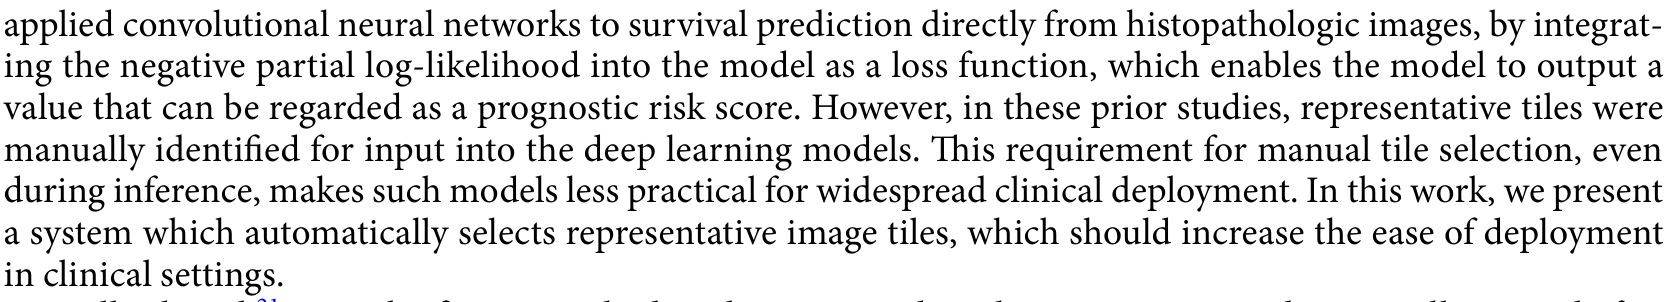 applied convolutional neural networks to survival prediction directly from histopathologic images, by integrat-
ing the negative partial log-likelihood into the model as a loss function, which enables the model to output a
value that can be regarded as a prognostic risk score. However, in these prior studies, representative tiles were
manually identified for input into the deep learning models. This requirement for manual tile selection, even
during inference, makes such models less practical for widespread clinical deployment. In this work, we present
a system which automatically selects representative image tiles, which should increase the ease of deployment
in clinical settings.